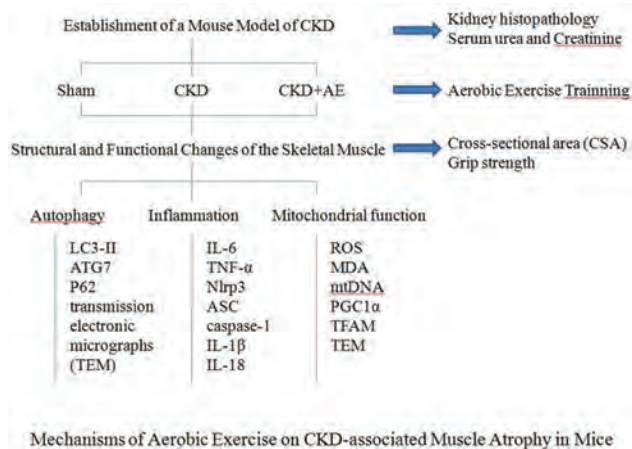 Establishment of a Mouse Model of CKD
Kidney histopathology
Serum urea and Creatinine
Sham
CKD
CKD+AE
Aerobic Exercise Trainning
Structural and Functional Changes of the Skeletal Muscle
Cross-sectional area (CSA)
Grip strength
Autophagy
LC3-II
ATG7
P62
transmission
electronic
micrographs
(TEM)
Inflammation
IL-6
TNF-α
Nlrp3
ASC
caspase-1
IL-1β
IL-18
Mitochondrial function
ROS
MDA
mtDNA
PGC1α
TFAM
TEM
Mechanisms of Aerobic Exercise on CKD-associated Muscle Atrophy in Mice